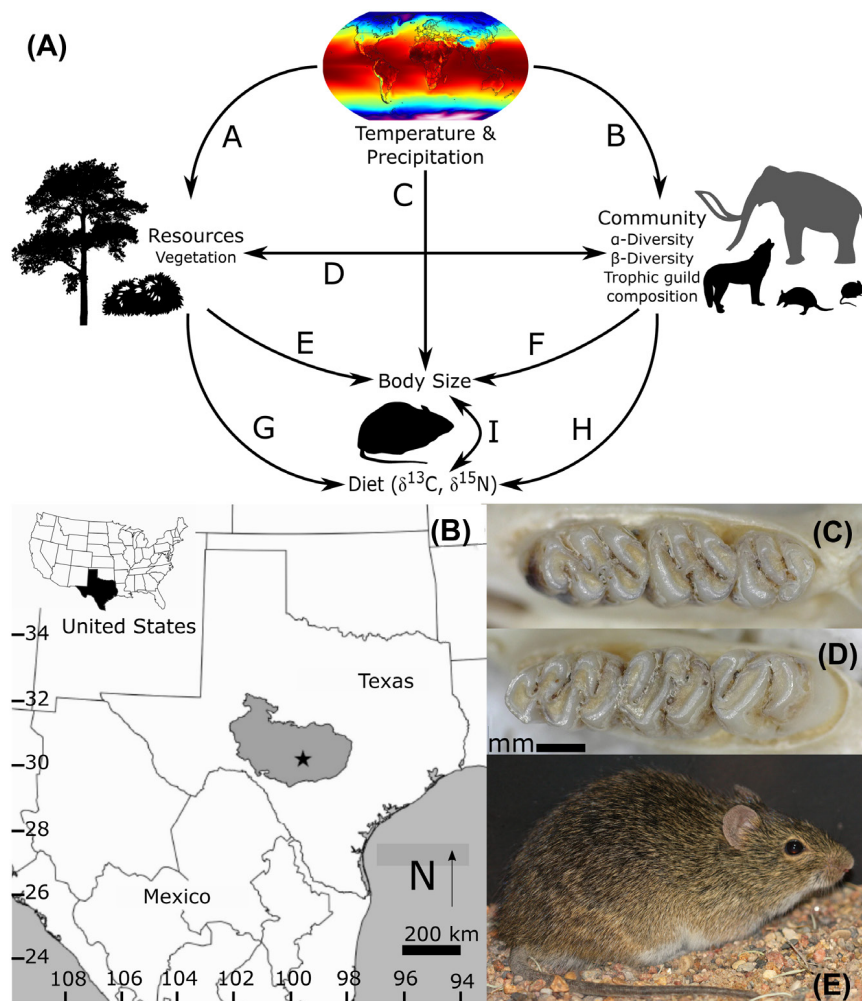 (A)
Temperature &
Precipitation
A
B
C
Resources
Vegetation
Community
α-Diversity
β-Diversity
Trophic guild
composition
D
E
F
Body Size
G
I
H
Diet (δ¹³C, δ¹⁵N)
(B)
United States
Texas
34
32
30
28
26
24
Mexico
N
200 km
108 106 104 102 100 98 96 94
(C)
(D)
mm
(E)